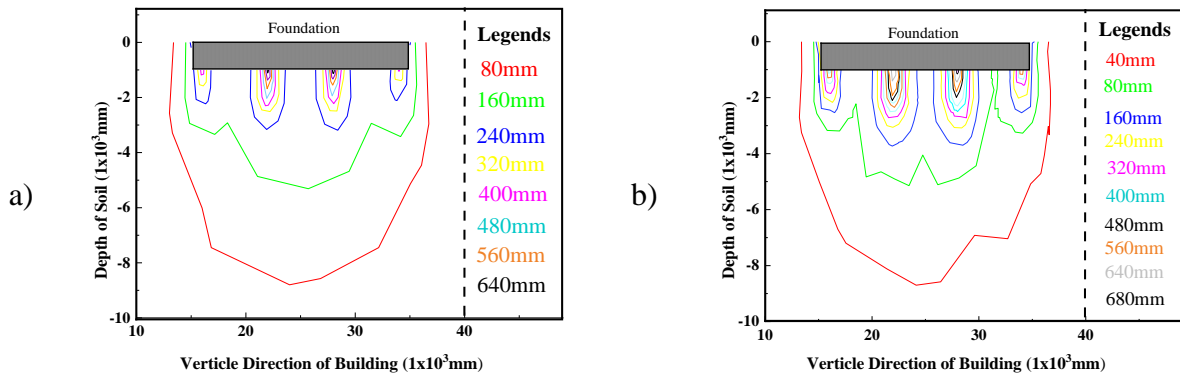 a)
Foundation
Legends
80mm
160mm
240mm
320mm
400mm
480mm
560mm
640mm
0
-2
-4
-6
-8
-10
Depth of Soil (1x10³mm)
10
20
30
40
Verticle Direction of Building (1x10³mm)
b)
Foundation
Legends
40mm
80mm
160mm
240mm
320mm
400mm
480mm
560mm
640mm
680mm
0
-2
-4
-6
-8
-10
Depth of Soil (1x10³mm)
10
20
30
40
Verticle Direction of Building (1x10³mm)